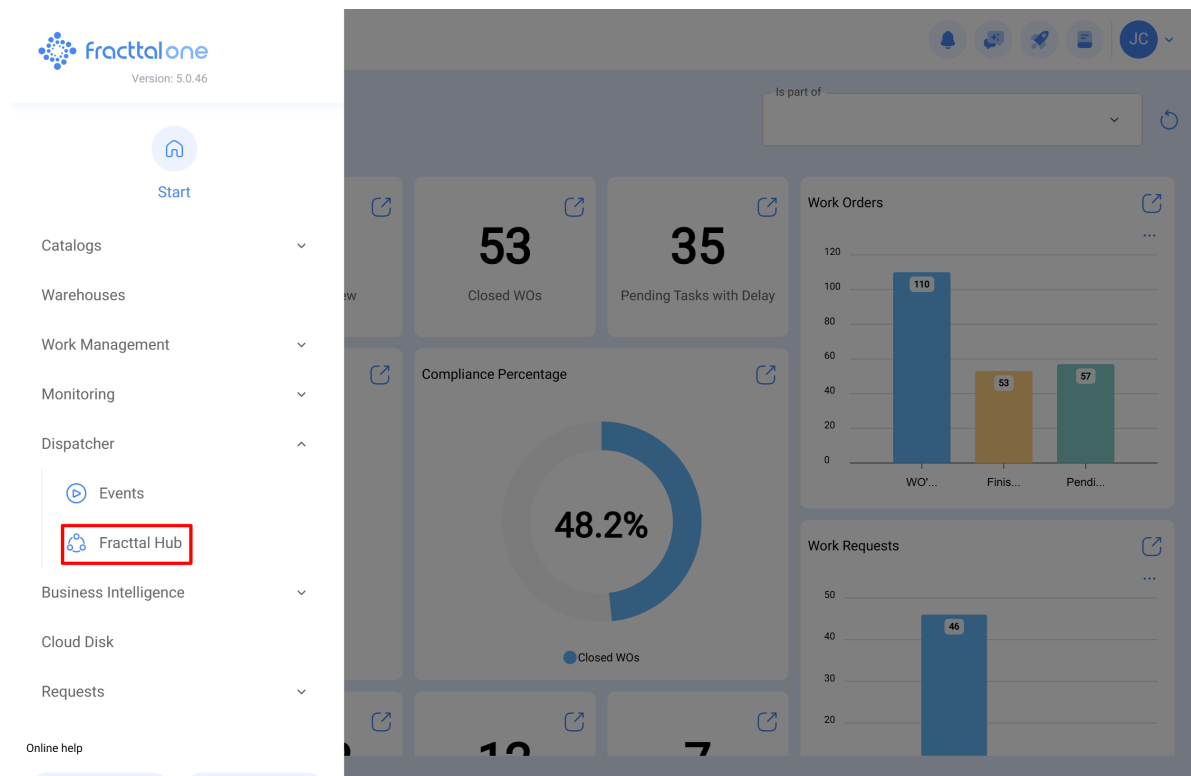 fracttal one
Version: 5.0.46
Start
Catalogs
Warehouses
Work Management
Monitoring
Dispatcher
Events
Fracttal Hub
Business Intelligence
Cloud Disk
Requests
Online help
JC
Is part of
53
Closed WOs
35
Pending Tasks with Delay
Work Orders
...
120
100
80
60
40
20
0
110
53
57
WO'...
Finis...
Pendi...
Compliance Percentage
48.2%
Closed WOs
Work Requests
...
50
40
30
20
46
12
7